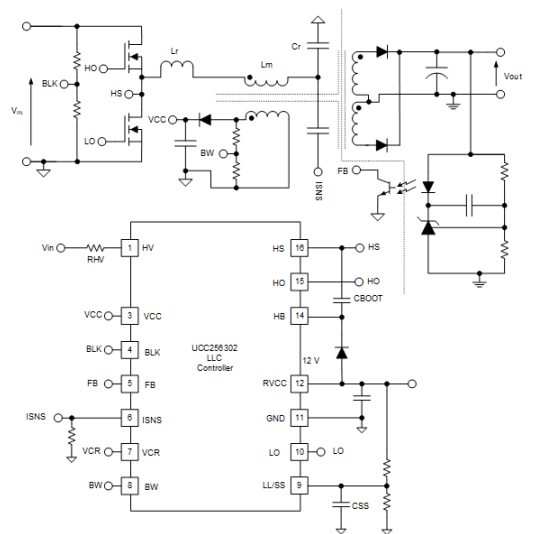 Lr
Lm
Cr
HO
BLK
HS
VIN
LO
VCC
BW
ISNS
FB
Vout
Vin
RHV
1 HV
VCC 3 VCC
BLK 4 BLK
FB 5 FB
ISNS 6 ISNS
VCR 7 VCR
BW 8 BW
UCC256302
LLC
Controller
HS 16 HS
HO 15 HO
CBOOT
HB 14
12 V
RVCC 12
GND 11
LO 10 LO
LL/SS 9
CSS